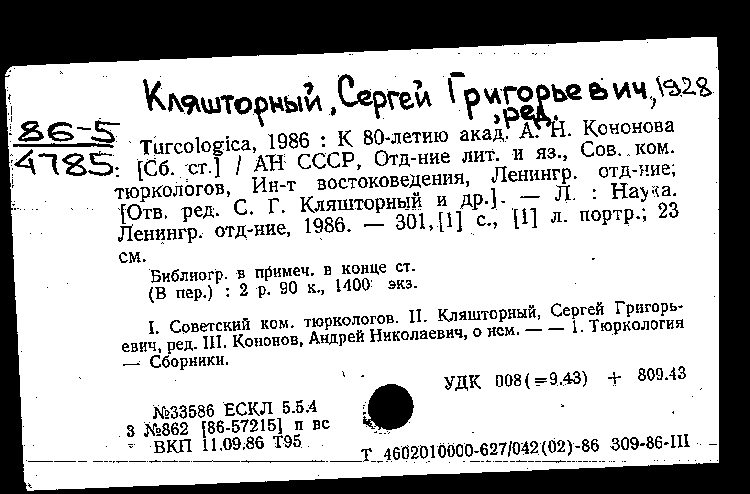 Кляшторный, Сергей Григорьевич, 1928
, ред.
86-5
4785
Turcologica, 1986 : К 80-летию акад. А. Н. Кононова
: [Сб. ст.] / АН СССР, Отд-ние лит. и яз., Сов. ком.
тюркологов, Ин-т востоковедения, Ленингр. отд-ние;
[Отв. ред. С. Г. Кляшторный и др.]. — Л. : Наука.
Ленингр. отд-ние, 1986. — 301,[1] с., [1] л. портр.; 23
см.
Библиогр. в примеч. в конце ст.
(В пер.) : 2 р. 90 к., 1400 экз.
I. Советский ком. тюркологов. II. Кляшторный, Сергей Григорь-
евич, ред. III. Кононов, Андрей Николаевич, о нем. — — 1. Тюркология
— Сборники.
УДК 008(=9.43) + 809.43
№33586 ЕСКЛ 5.5.4
3 №862 [86-57215] п вс
ВКП 11.09.86 Т95
Т 4602010000-627/042(02)-86 309-86-III